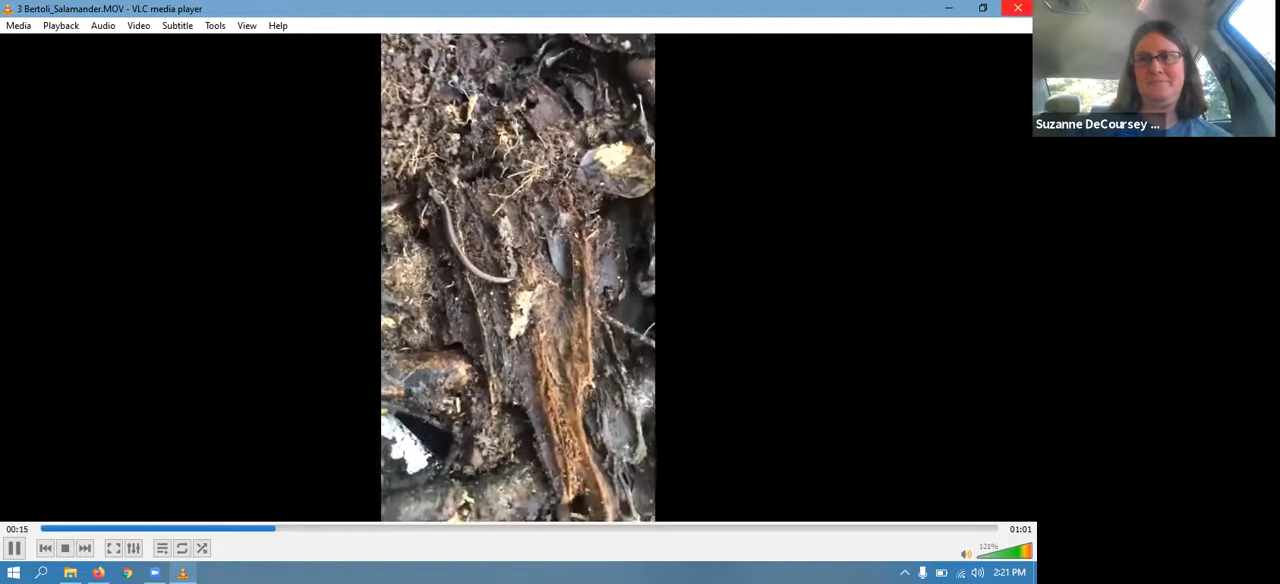 3 Bertoli_Salamander.MOV - VLC media player
Media Playback Audio Video Subtitle Tools View Help
Suzanne DeCoursey ...
00:15
01:01
128%
2:21 PM